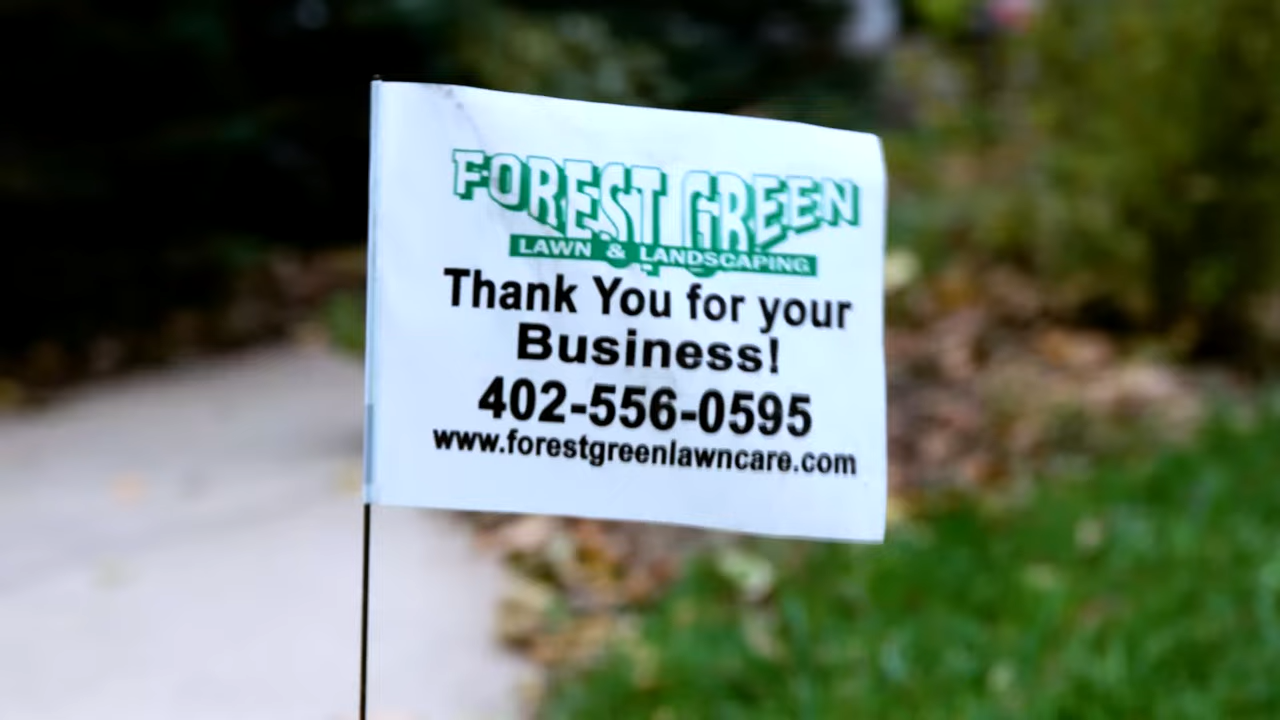 FOREST GREEN
LAWN & LANDSCAPING
Thank You for your
Business!
402-556-0595
www.forestgreenlawncare.com